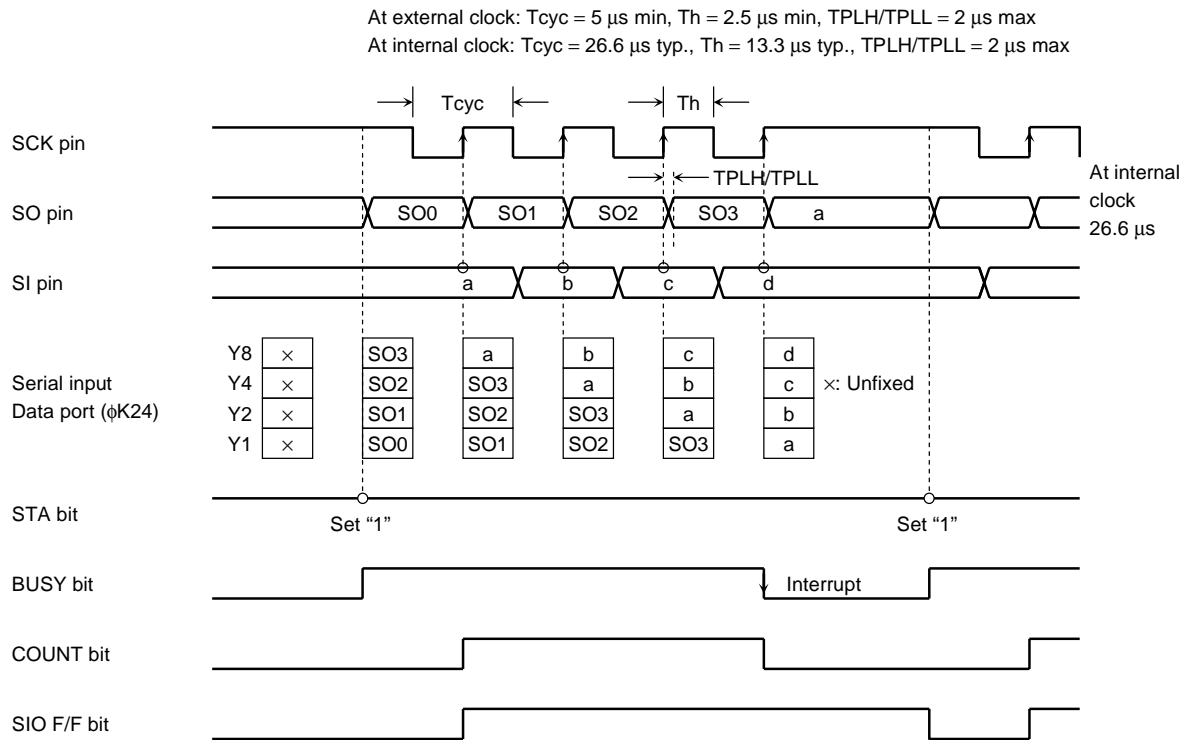 At external clock: Tcyc = 5 μs min, Th = 2.5 μs min, TPLH/TPLL = 2 μs max
At internal clock: Tcyc = 26.6 μs typ., Th = 13.3 μs typ., TPLH/TPLL = 2 μs max
Tcyc Th
SCK pin
TPLH/TPLL
At internal
clock
26.6 μs
SO pin SO0 SO1 SO2 SO3 a
SI pin a b c d
Serial input
Data port (ϕK24)
Y8 × SO3 a b c d
Y4 × SO2 SO3 a b c ×: Unfixed
Y2 × SO1 SO2 SO3 a b
Y1 × SO0 SO1 SO2 SO3 a
STA bit
Set “1” Set “1”
BUSY bit Interrupt
COUNT bit
SIO F/F bit